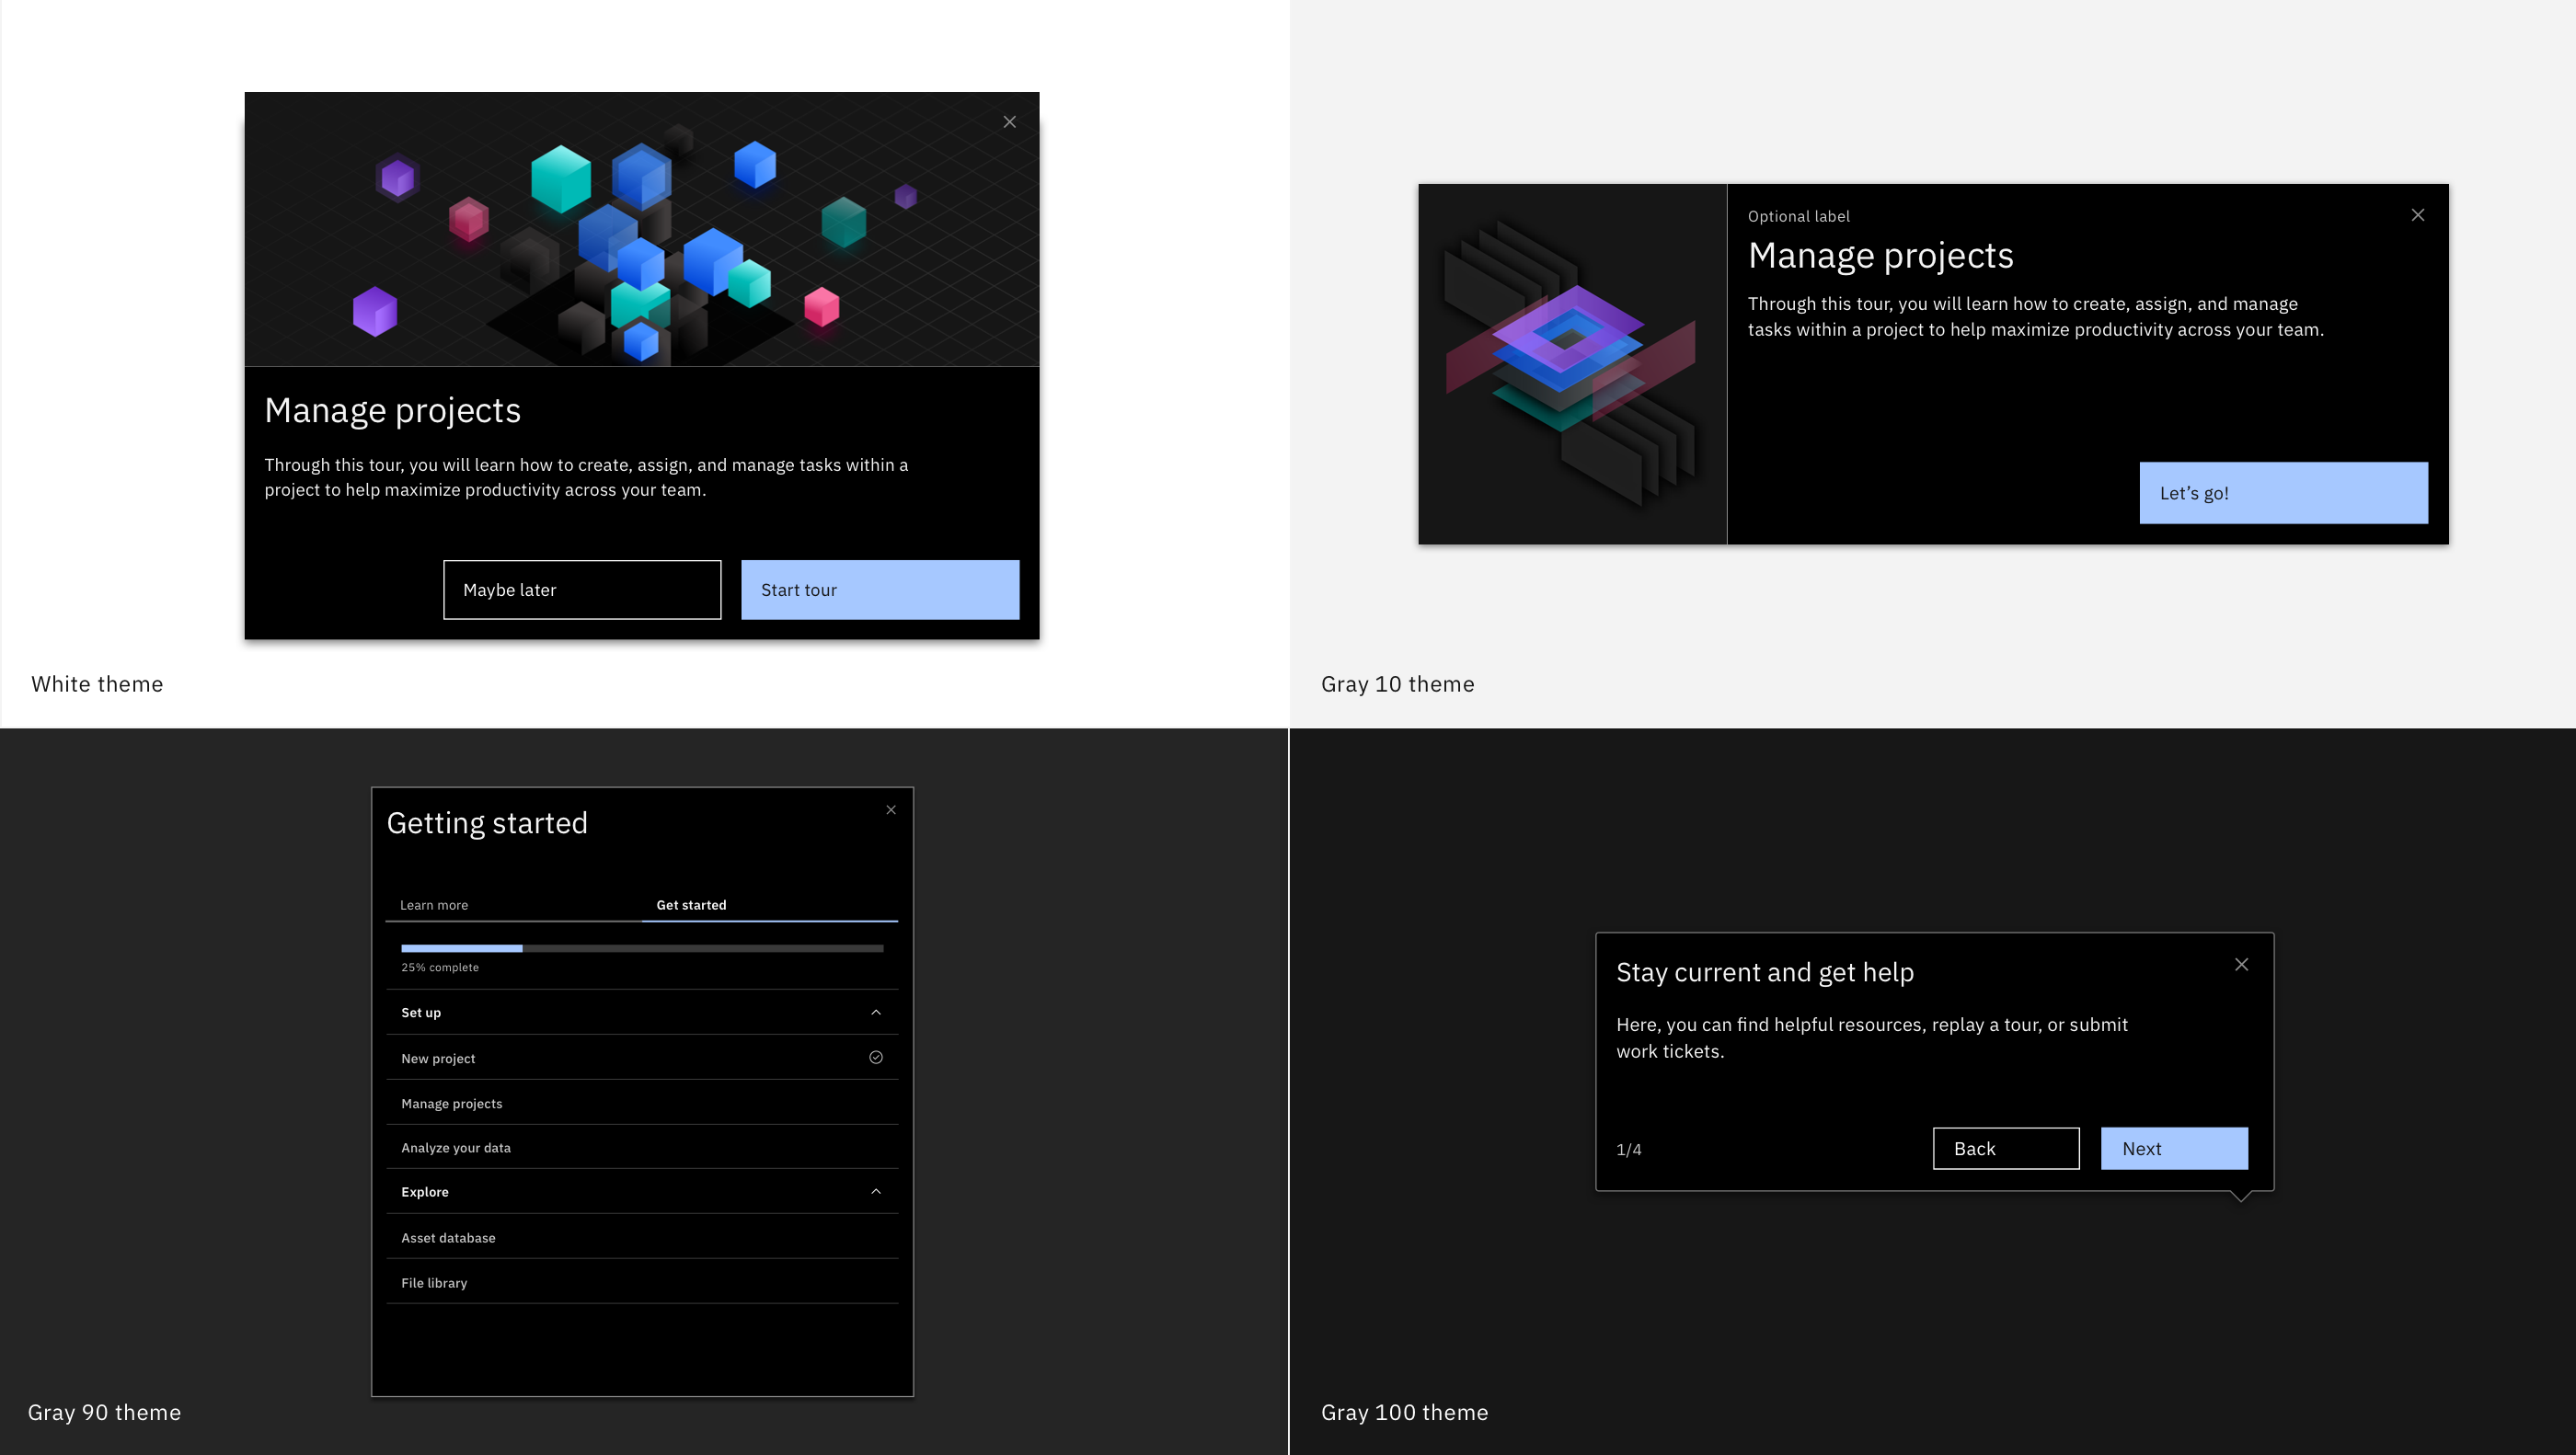 Manage projects
Through this tour, you will learn how to create, assign, and manage tasks within a
project to help maximize productivity across your team.
Maybe later
Start tour
White theme
Optional label
Manage projects
Through this tour, you will learn how to create, assign, and manage
tasks within a project to help maximize productivity across your team.
Let’s go!
Gray 10 theme
Getting started
Learn more
Get started
25% complete
Set up
New project
Manage projects
Analyze your data
Explore
Asset database
File library
Gray 90 theme
Stay current and get help
Here, you can find helpful resources, replay a tour, or submit
work tickets.
1/4
Back
Next
Gray 100 theme